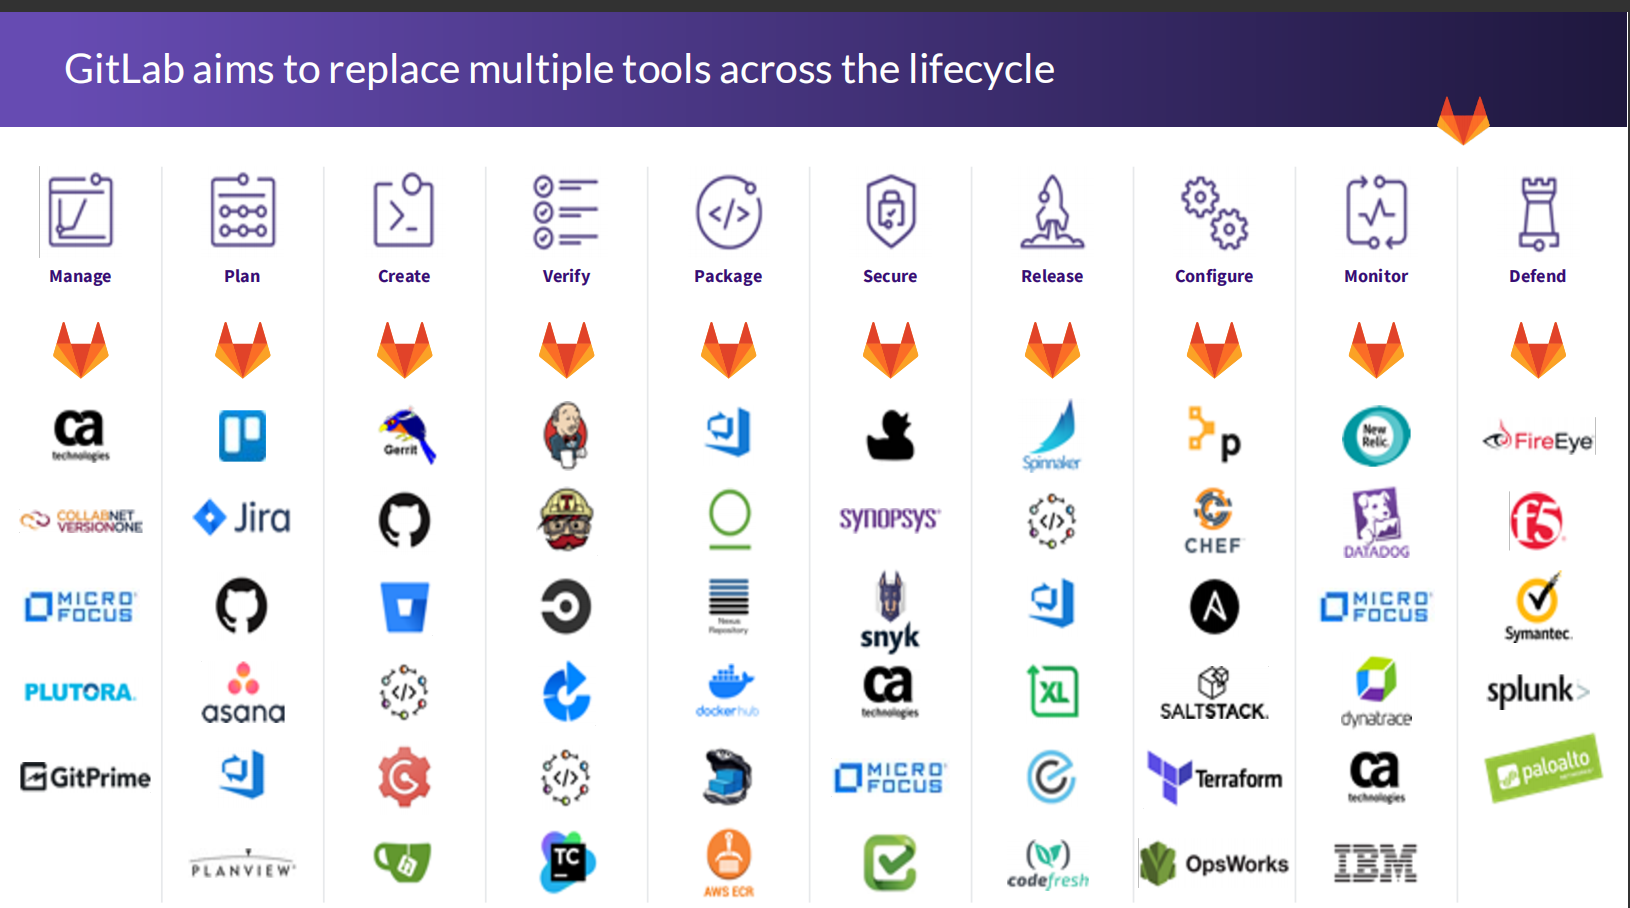 GitLab aims to replace multiple tools across the lifecycle
Manage
Plan
Create
Verify
Package
Secure
Release
Configure
Monitor
Defend
ca
technologies
Gerrit
Spinnaker
p
New
Relic.
FireEye
COLLABNET
VERSIONONE
Jira
T
SYNOPSYS
</>
CHEF
DATADOG
f5
MICRO
FOCUS
Nexus
Repository
snyk
A
MICRO
FOCUS
Symantec.
PLUTORA.
asana
</>
docker hub
ca
technologies
XL
SALTSTACK.
dynatrace
splunk>
GitPrime
</>
MICRO
FOCUS
Terraform
ca
technologies
paloalto
PLANVIEW
TC
AWS ECR
codefresh
OpsWorks
IBM